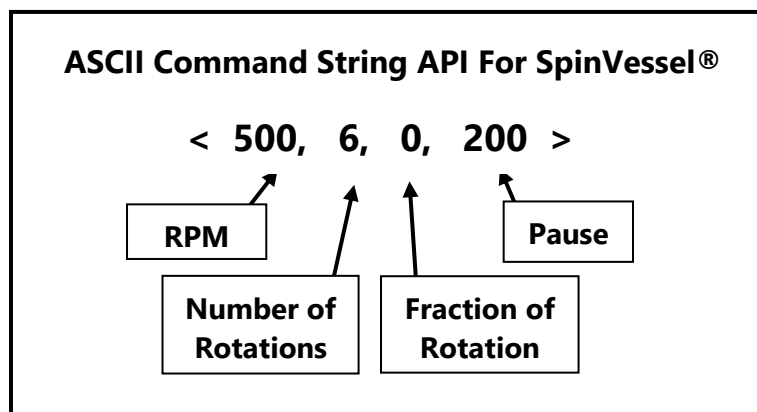 ASCII Command String API For SpinVessel®
< 500, 6, 0, 200 >
RPM
Pause
Number of
Rotations
Fraction of
Rotation